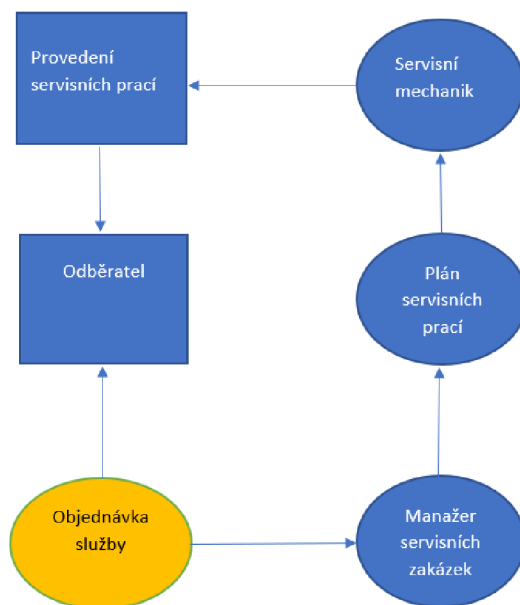 Provedení
servisních prací
Servisní
mechanik
Odběratel
Plán
servisních
prací
Objednávka
služby
Manažer
servisních
zakázek